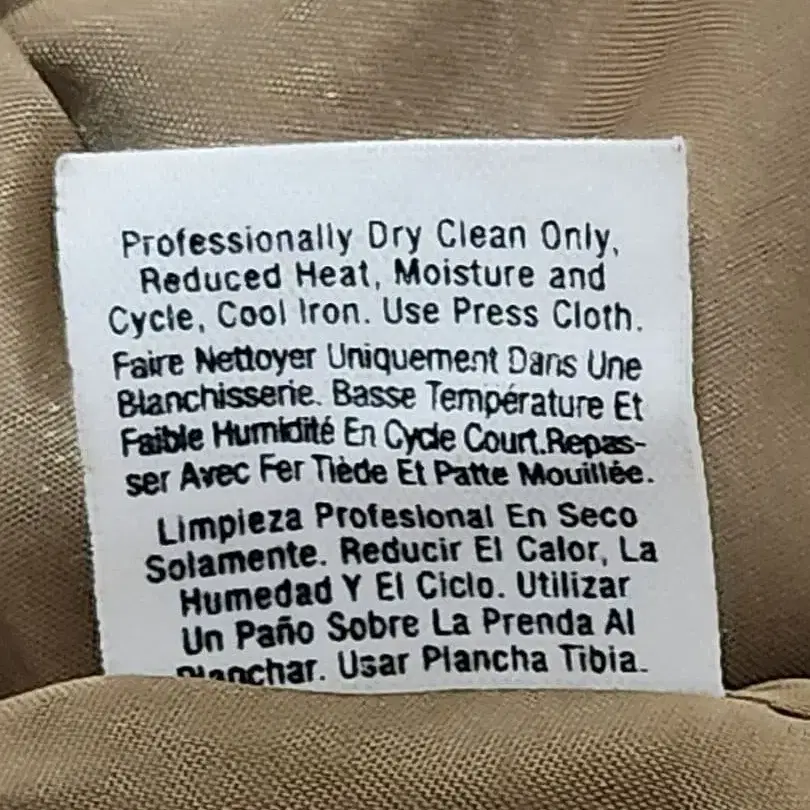 Professionally Dry Clean Only,
Reduced Heat, Moisture and
Cycle, Cool Iron. Use Press Cloth.
Faire Nettoyer Uniquement Dans Une
Blanchisserie. Basse Température Et
Faible Humidité En Cycle Court.Repas-
ser Avec Fer Tiède Et Patte Mouillée.
Limpieza Profesional En Seco
Solamente. Reducir El Calor, La
Humedad Y El Ciclo. Utilizar
Un Paño Sobre La Prenda Al
Planchar. Usar Plancha Tibia.